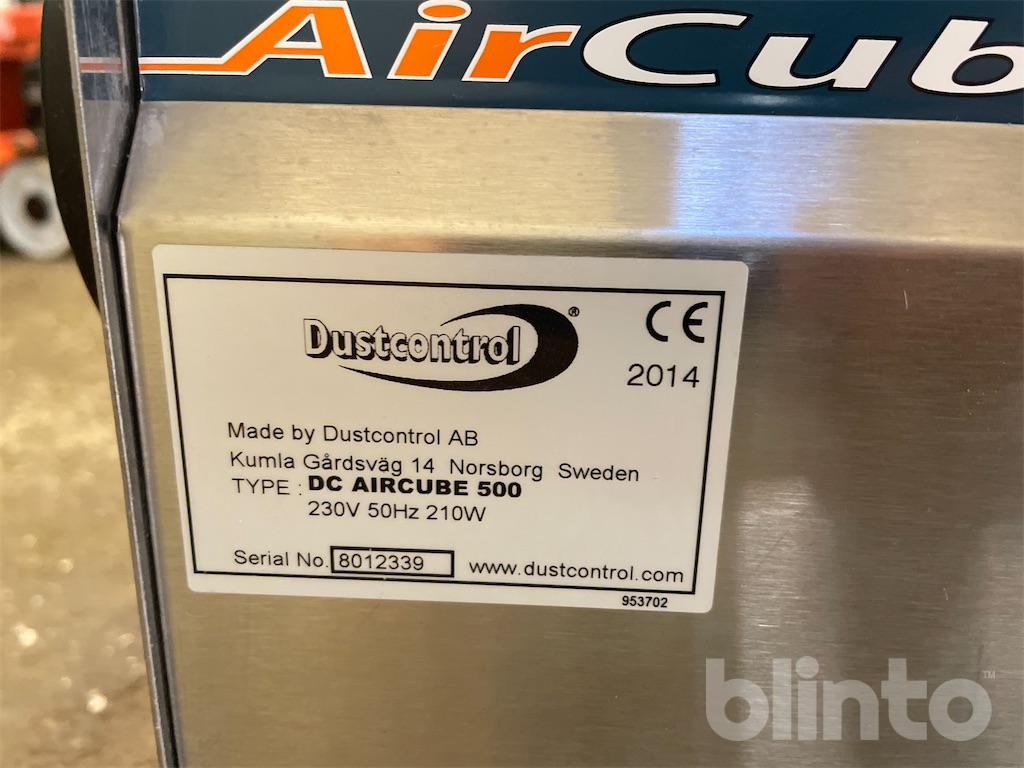 AirCub
Dustcontrol®
CE
2014
Made by Dustcontrol AB
Kumla Gårdsväg 14 Norsborg Sweden
TYPE : DC AIRCUBE 500
230V 50Hz 210W
Serial No. 8012339 www.dustcontrol.com
953702
blinto™